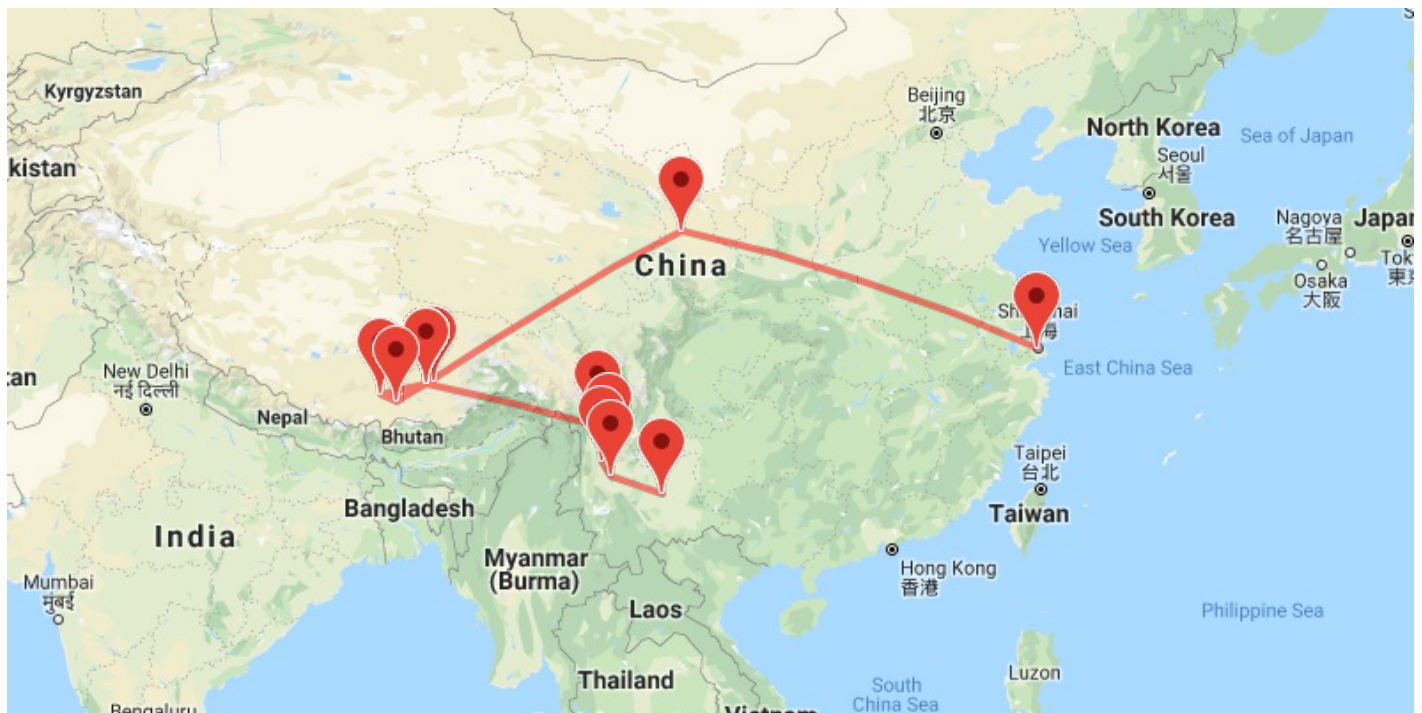 Kyrgyzstan
kistan
Beijing
北京
North Korea
Sea of Japan
Seoul
서울
South Korea
Yellow Sea
Nagoya
名古屋
Japan
Tok
東京
Osaka
大阪
China
East China Sea
tan
New Delhi
नई दिल्ली
Nepal
Bhutan
Taipei
台北
Taiwan
Bangladesh
India
Myanmar
(Burma)
Hong Kong
香港
Mumbai
मुंबई
Laos
Philippine Sea
Thailand
Luzon
South
China Sea